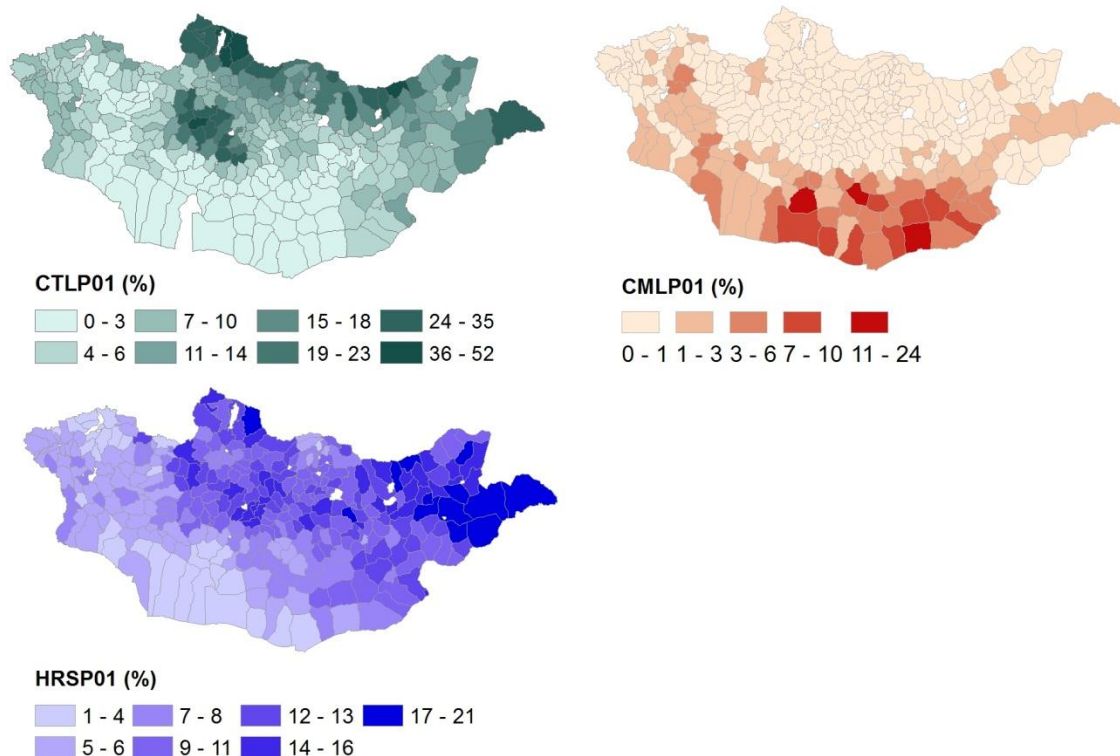 CTLP01 (%)
0 - 3 7 - 10 15 - 18 24 - 35
4 - 6 11 - 14 19 - 23 36 - 52
CMLP01 (%)
0 - 1 1 - 3 3 - 6 7 - 10 11 - 24
HRSP01 (%)
1 - 4 7 - 8 12 - 13 17 - 21
5 - 6 9 - 11 14 - 16